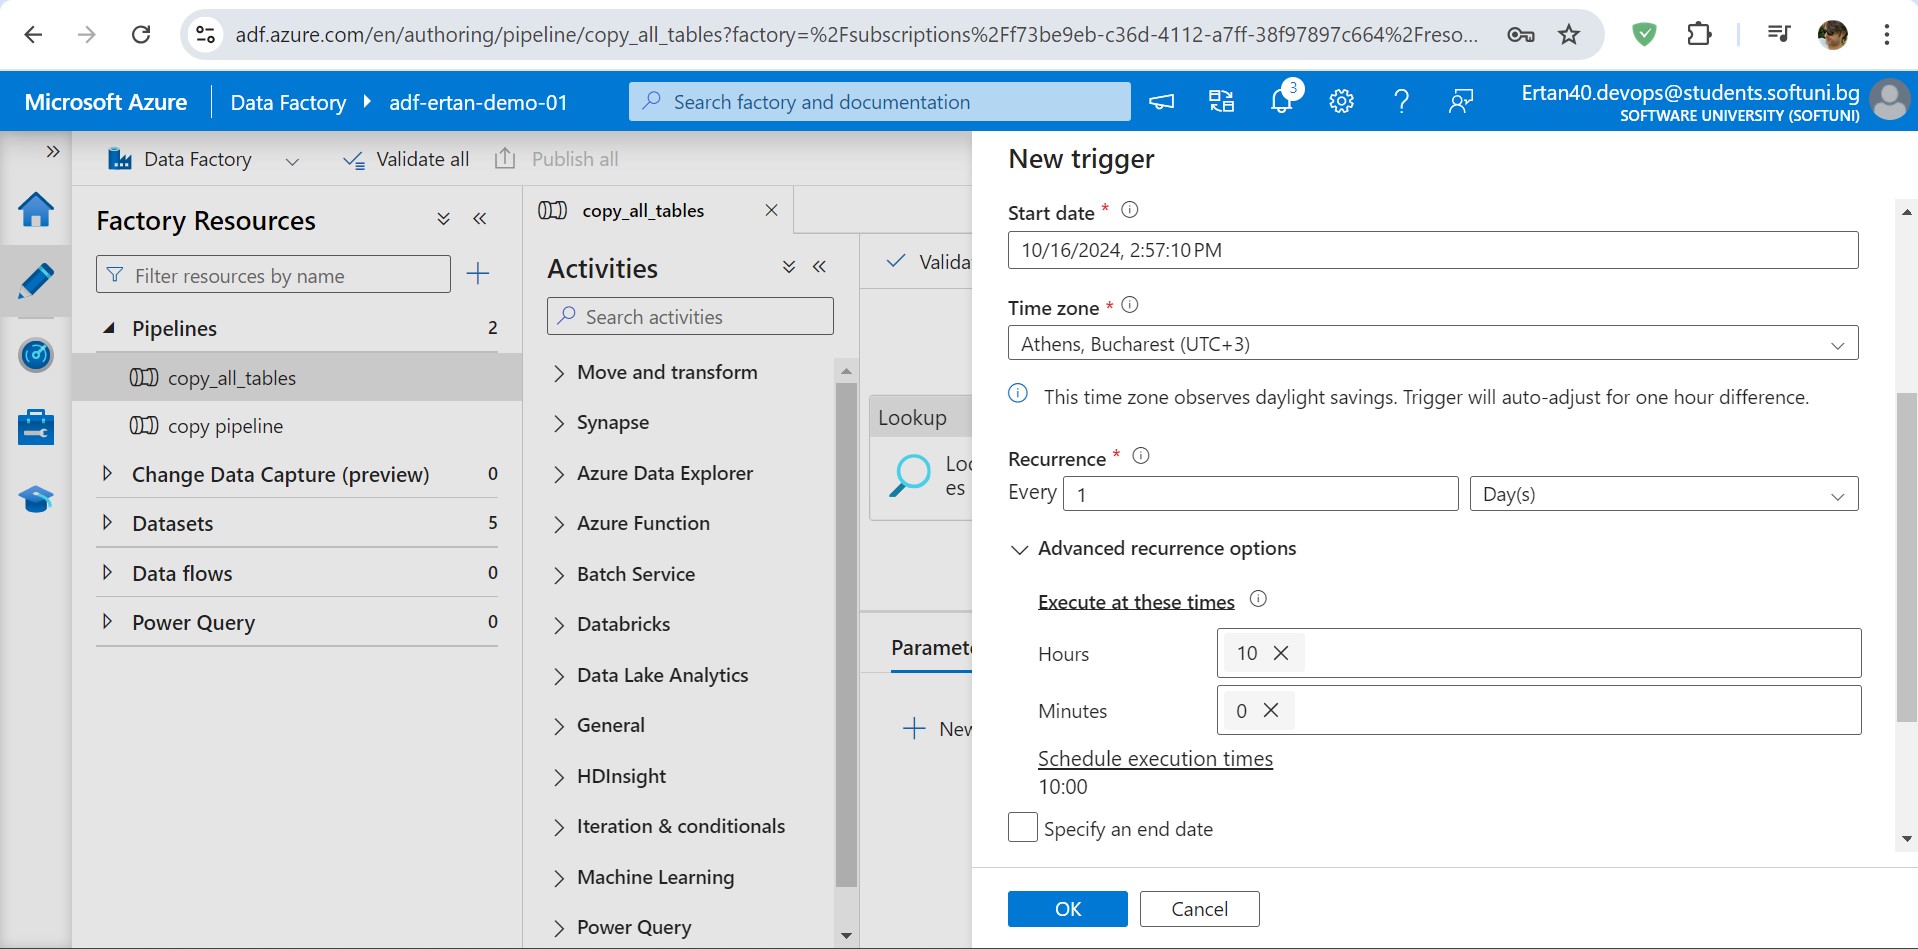 adf.azure.com/en/authoring/pipeline/copy_all_tables?factory=%2Fsubscriptions%2Ff73be9eb-c36d-4112-a7ff-38f97897c664%2Freso...
Microsoft Azure
Data Factory
adf-ertan-demo-01
Search factory and documentation
3
Ertan40.devops@students.softuni.bg
SOFTWARE UNIVERSITY (SOFTUNI)
Data Factory
Validate all
Publish all
Factory Resources
Filter resources by name
Pipelines 2
copy_all_tables
copy pipeline
Change Data Capture (preview) 0
Datasets 5
Data flows 0
Power Query 0
copy_all_tables
Activities
Search activities
Move and transform
Synapse
Azure Data Explorer
Azure Function
Batch Service
Databricks
Data Lake Analytics
General
HDInsight
Iteration & conditionals
Machine Learning
Power Query
Valida
Lookup
Loo
es
Paramete
New
New trigger
Start date *
10/16/2024, 2:57:10 PM
Time zone *
Athens, Bucharest (UTC+3)
This time zone observes daylight savings. Trigger will auto-adjust for one hour difference.
Recurrence *
Every 1 Day(s)
Advanced recurrence options
Execute at these times
Hours 10
Minutes 0
Schedule execution times
10:00
Specify an end date
OK Cancel